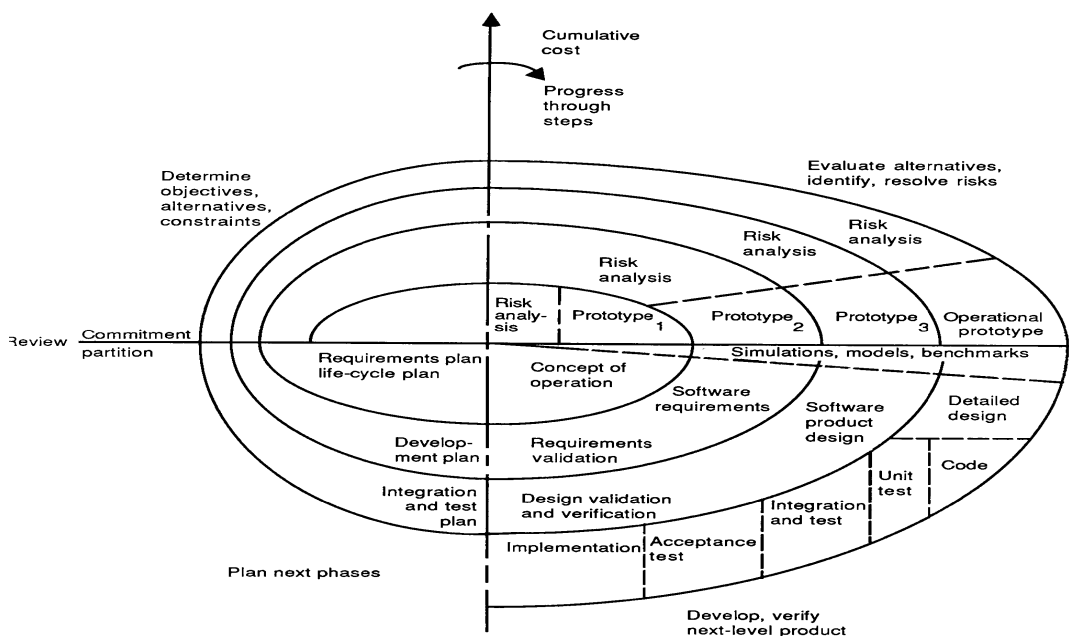 Cumulative
cost
Progress
through
steps
Determine
objectives,
alternatives,
constraints
Evaluate alternatives,
identify, resolve risks
Risk
analysis
Risk
analysis
Risk
analysis
Risk
analy-
sis
Prototype 1
Prototype 2
Prototype 3
Operational
prototype
Review
Commitment
partition
Simulations, models, benchmarks
Requirements plan
life-cycle plan
Concept of
operation
Software
requirements
Software
product
design
Detailed
design
Develop-
ment plan
Requirements
validation
Unit
test
Code
Integration
and test
plan
Design validation
and verification
Integration
and test
Implementation
Acceptance
test
Plan next phases
Develop, verify
next-level product